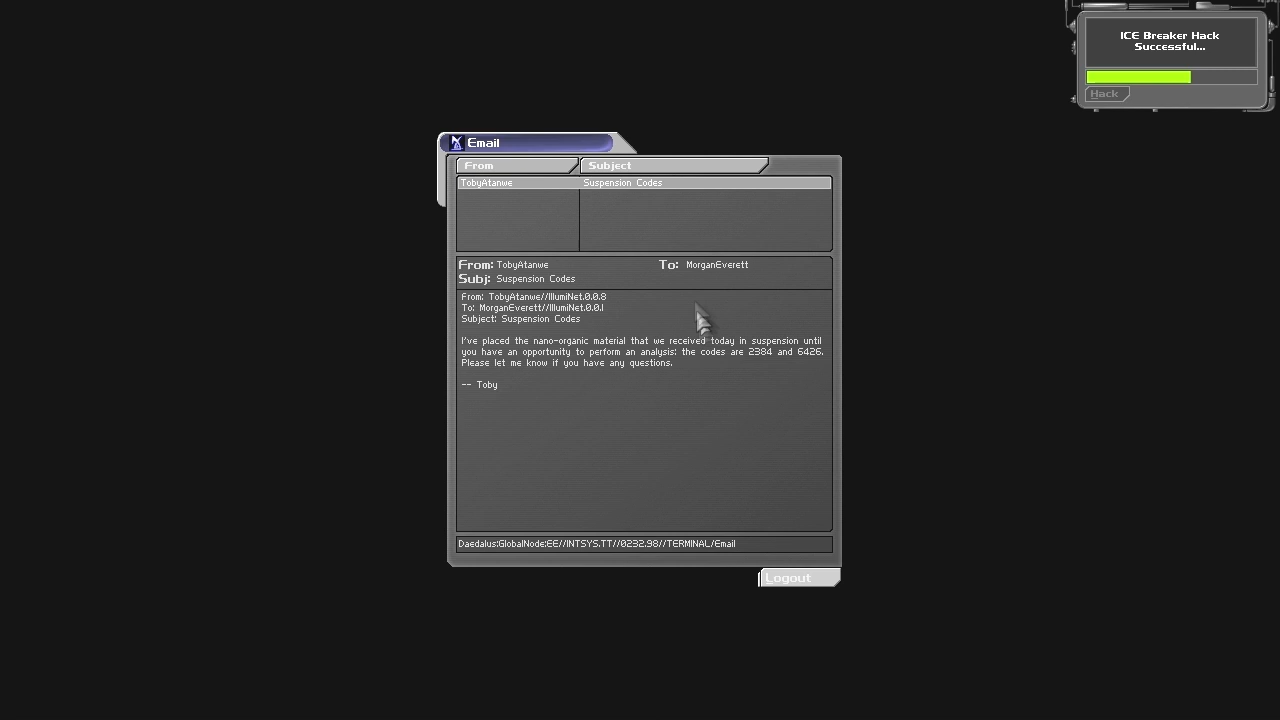 ICE Breaker Hack
Successful...
Hack
Email
From Subject
TobyAtanwe Suspension Codes
From: TobyAtanwe To: MorganEverett
Subj: Suspension Codes
From: TobyAtanwe//IllumiNet.0.0.8
To: MorganEverett//IllumiNet.0.0.1
Subject: Suspension Codes
I've placed the nano-organic material that we received today in suspension until
you have an opportunity to perform an analysis: the codes are 2384 and 6426.
Please let me know if you have any questions.
-- Toby
Daedalus:GlobalNode:EE//INTSYS.TT//0232.98//TERMINAL/Email
Logout